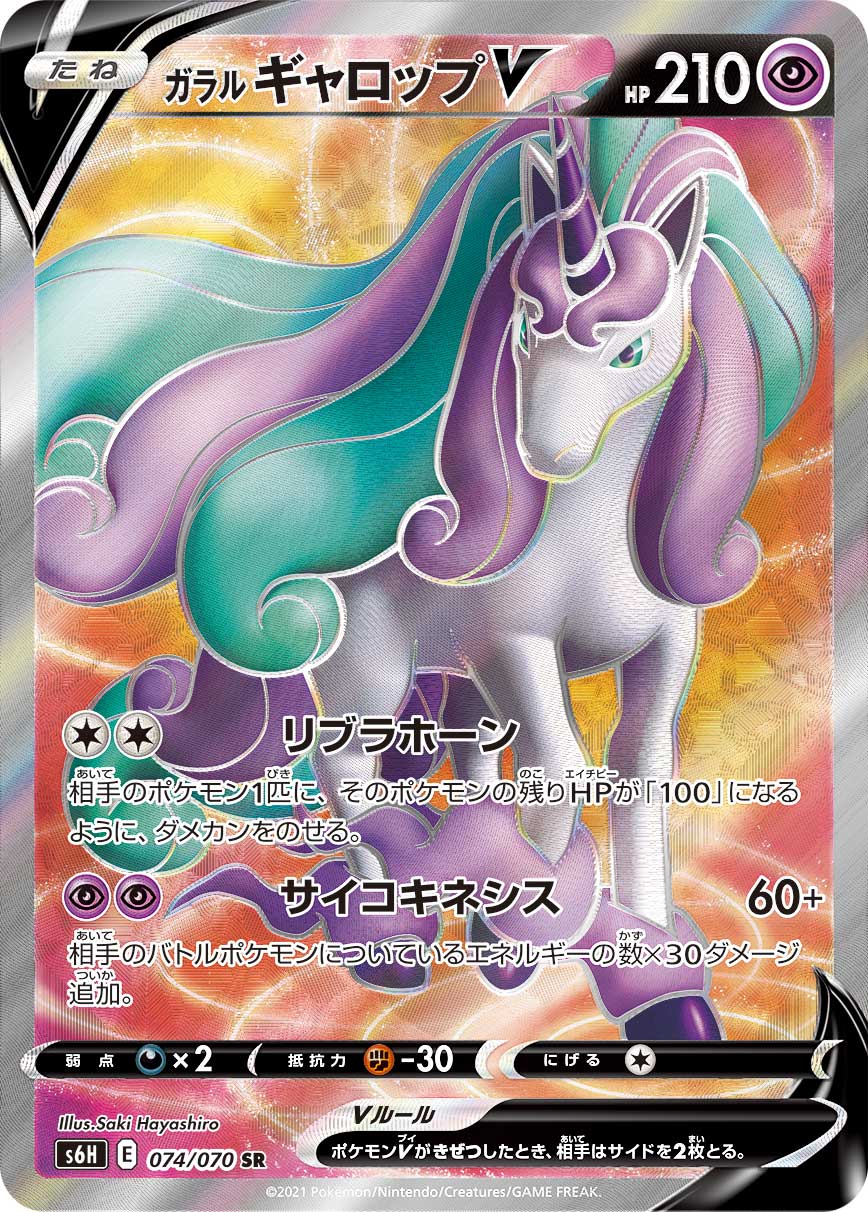 たね
ガラル ギャロップV
HP 210
リブラホーン
相手のポケモン1匹に、そのポケモンの残りHPが「100」になる
ように、ダメカンをのせる。
サイコキネシス 60+
相手のバトルポケモンについているエネルギーの数×30ダメージ
追加。
弱点 ×2 抵抗力 -30 にげる
Illus.Saki Hayashiro
Vルール
ポケモンVがきぜつしたとき、相手はサイドを2枚とる。
s6H E 074/070 SR
©2021 Pokémon/Nintendo/Creatures/GAME FREAK.